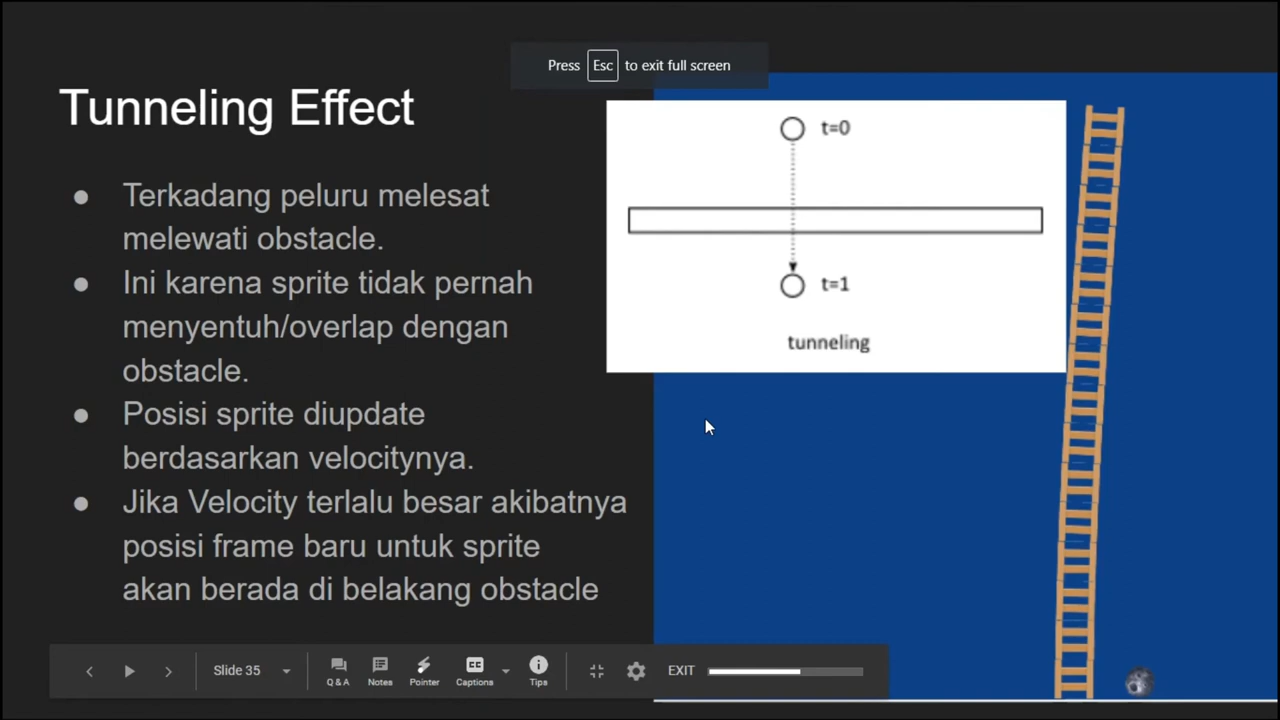 Press Esc to exit full screen
Tunneling Effect
● Terkadang peluru melesat
melewati obstacle.
● Ini karena sprite tidak pernah
menyentuh/overlap dengan
obstacle.
● Posisi sprite diupdate
berdasarkan velocitynya.
● Jika Velocity terlalu besar akibatnya
posisi frame baru untuk sprite
akan berada di belakang obstacle
t=0
t=1
tunneling
Slide 35
Q & A
Notes
Pointer
CC
Captions
Tips
EXIT